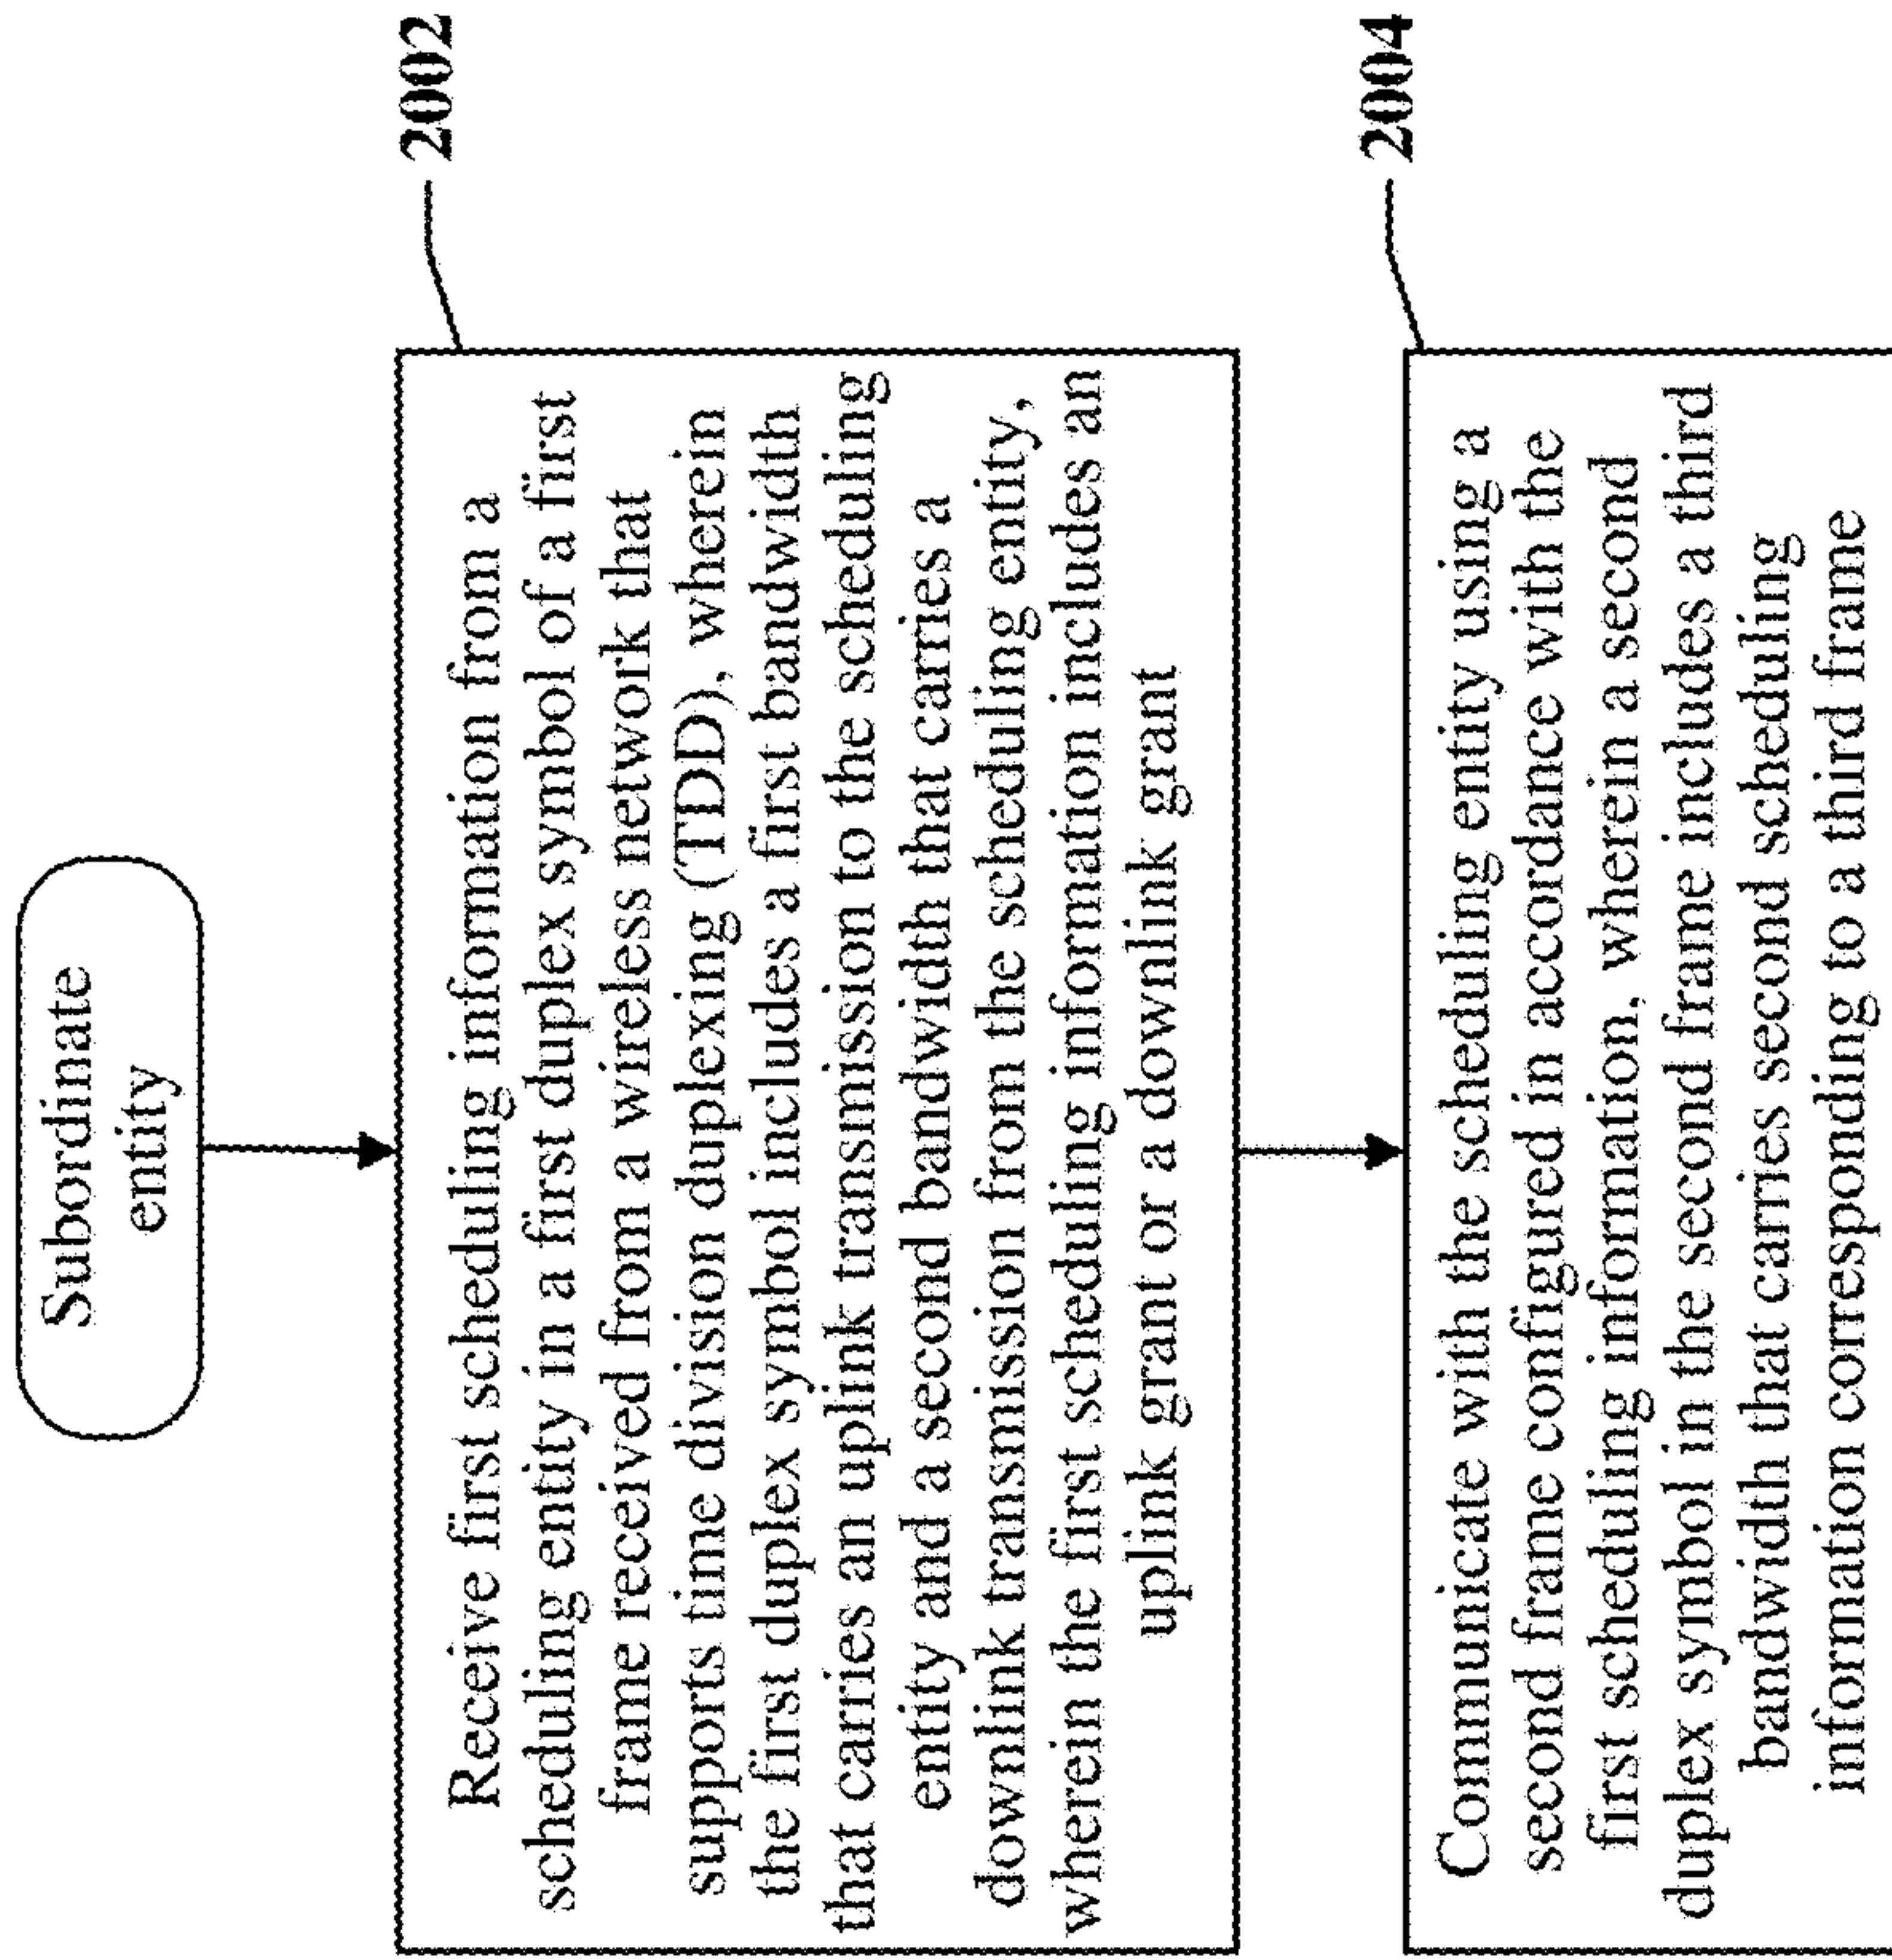 Subordinate
entity
2002
Receive first scheduling information from a
scheduling entity in a first duplex symbol of a first
frame received from a wireless network that
supports time division duplexing (TDD), wherein
the first duplex symbol includes a first bandwidth
that carries an uplink transmission to the scheduling
entity and a second bandwidth that carries a
downlink transmission from the scheduling entity,
wherein the first scheduling information includes an
uplink grant or a downlink grant
2004
Communicate with the scheduling entity using a
second frame configured in accordance with the
first scheduling information, wherein a second
duplex symbol in the second frame includes a third
bandwidth that carries second scheduling
information corresponding to a third frame